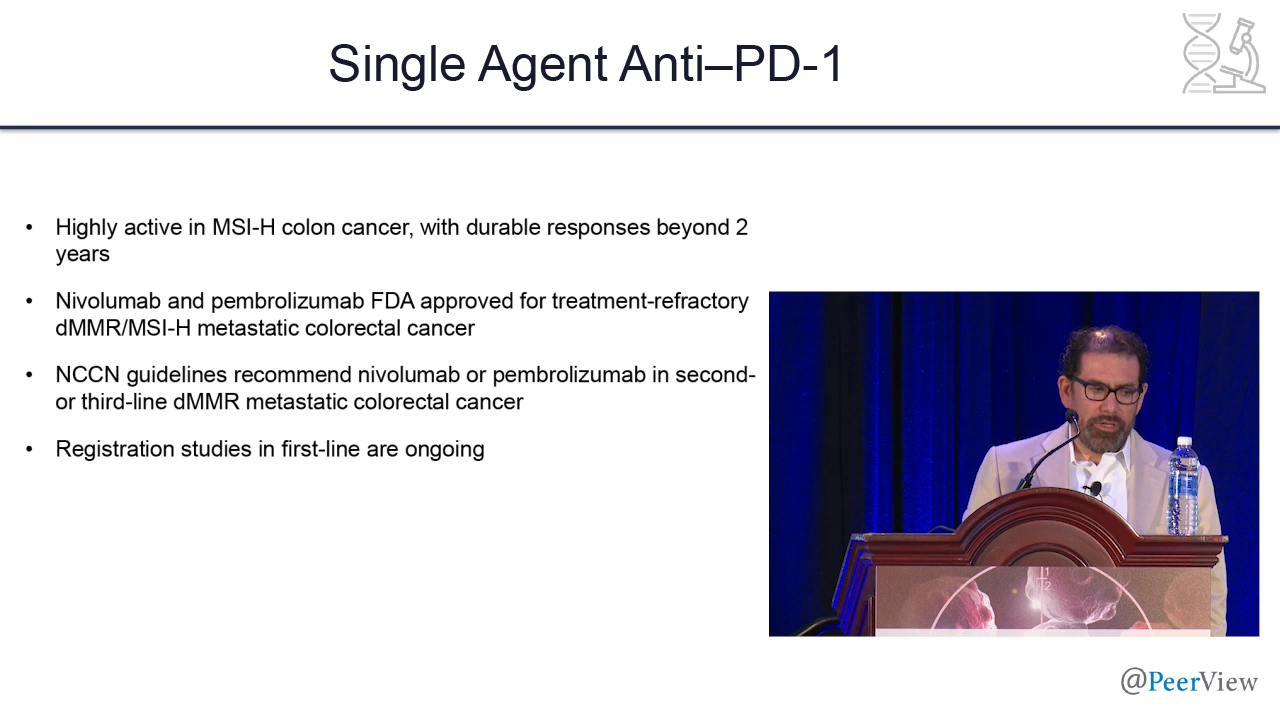 Single Agent Anti–PD-1
• Highly active in MSI-H colon cancer, with durable responses beyond 2
years
• Nivolumab and pembrolizumab FDA approved for treatment-refractory
dMMR/MSI-H metastatic colorectal cancer
• NCCN guidelines recommend nivolumab or pembrolizumab in second-
or third-line dMMR metastatic colorectal cancer
• Registration studies in first-line are ongoing
@PeerView